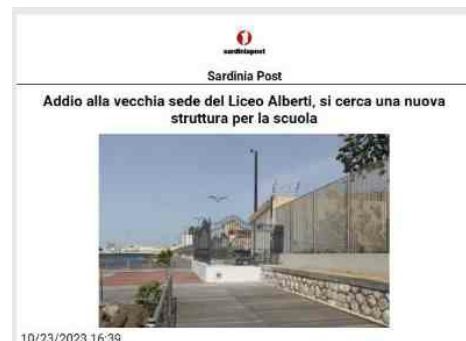 sardiniapost
Sardinia Post
Addio alla vecchia sede del Liceo Alberti, si cerca una nuova
struttura per la scuola
10/23/2023 16:39